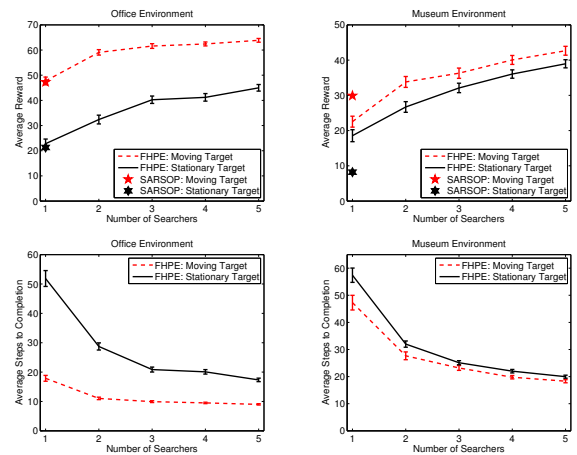 Office Environment
70
60
50
40
30
20
10
0
Average Reward
FHPE: Moving Target
FHPE: Stationary Target
SARSOP: Moving Target
SARSOP: Stationary Target
1 2 3 4 5
Number of Searchers
Museum Environment
50
40
30
20
10
0
Average Reward
FHPE: Moving Target
FHPE: Stationary Target
SARSOP: Moving Target
SARSOP: Stationary Target
1 2 3 4 5
Number of Searchers
Office Environment
60
50
40
30
20
10
0
Average Steps to Completion
FHPE: Moving Target
FHPE: Stationary Target
1 2 3 4 5
Number of Searchers
Museum Environment
60
50
40
30
20
10
0
Average Steps to Completion
FHPE: Moving Target
FHPE: Stationary Target
1 2 3 4 5
Number of Searchers